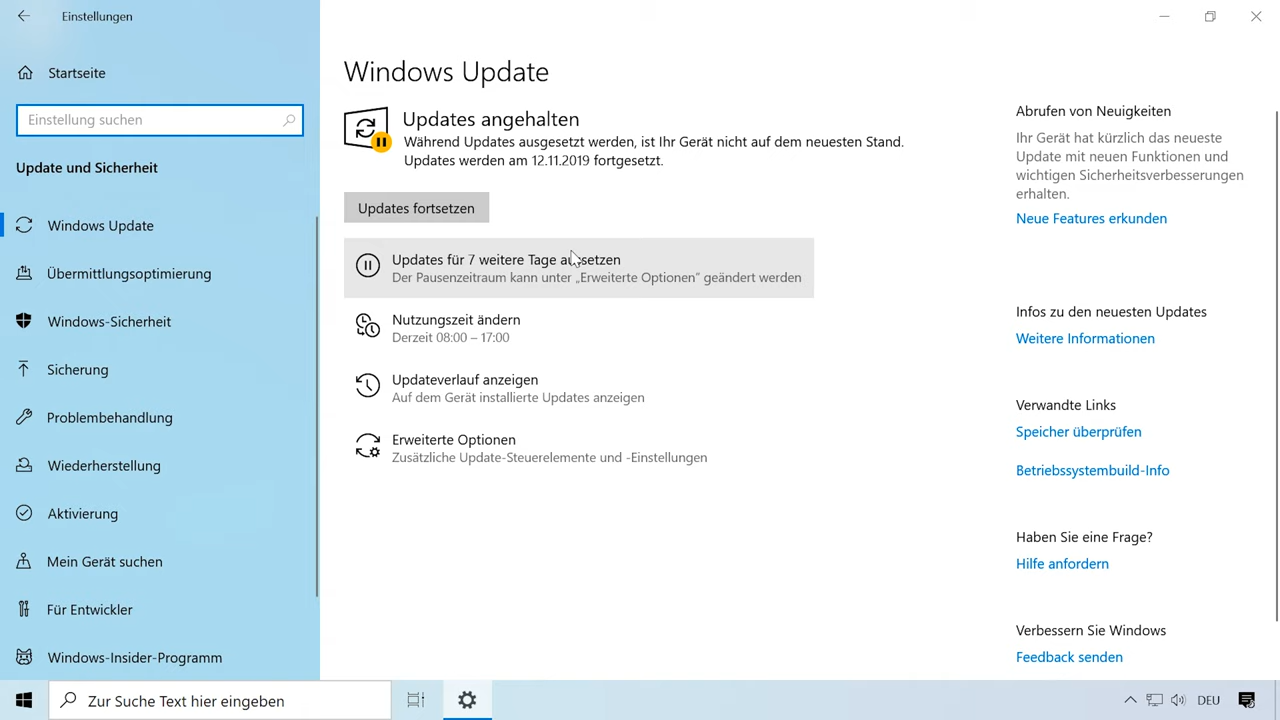 Einstellungen
Startseite
Einstellung suchen
Update und Sicherheit
Windows Update
Übermittlungsoptimierung
Windows-Sicherheit
Sicherung
Problembehandlung
Wiederherstellung
Aktivierung
Mein Gerät suchen
Für Entwickler
Windows-Insider-Programm
Windows Update
Updates angehalten
Während Updates ausgesetzt werden, ist Ihr Gerät nicht auf dem neuesten Stand.
Updates werden am 12.11.2019 fortgesetzt.
Updates fortsetzen
Updates für 7 weitere Tage aussetzen
Der Pausenzeitraum kann unter „Erweiterte Optionen“ geändert werden
Nutzungszeit ändern
Derzeit 08:00 – 17:00
Updateverlauf anzeigen
Auf dem Gerät installierte Updates anzeigen
Erweiterte Optionen
Zusätzliche Update-Steuerelemente und -Einstellungen
Abrufen von Neuigkeiten
Ihr Gerät hat kürzlich das neueste
Update mit neuen Funktionen und
wichtigen Sicherheitsverbesserungen
erhalten.
Neue Features erkunden
Infos zu den neuesten Updates
Weitere Informationen
Verwandte Links
Speicher überprüfen
Betriebssystembuild-Info
Haben Sie eine Frage?
Hilfe anfordern
Verbessern Sie Windows
Feedback senden
Zur Suche Text hier eingeben
DEU